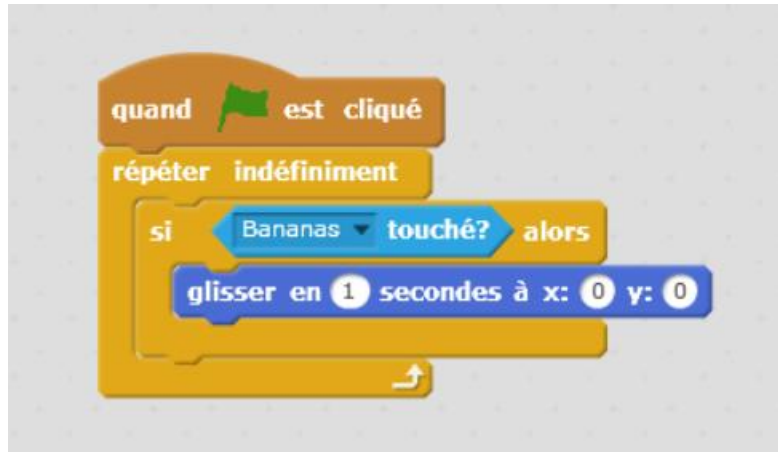 quand est cliqué
répéter indéfiniment
si Bananas touché? alors
glisser en 1 secondes à x: 0 y: 0